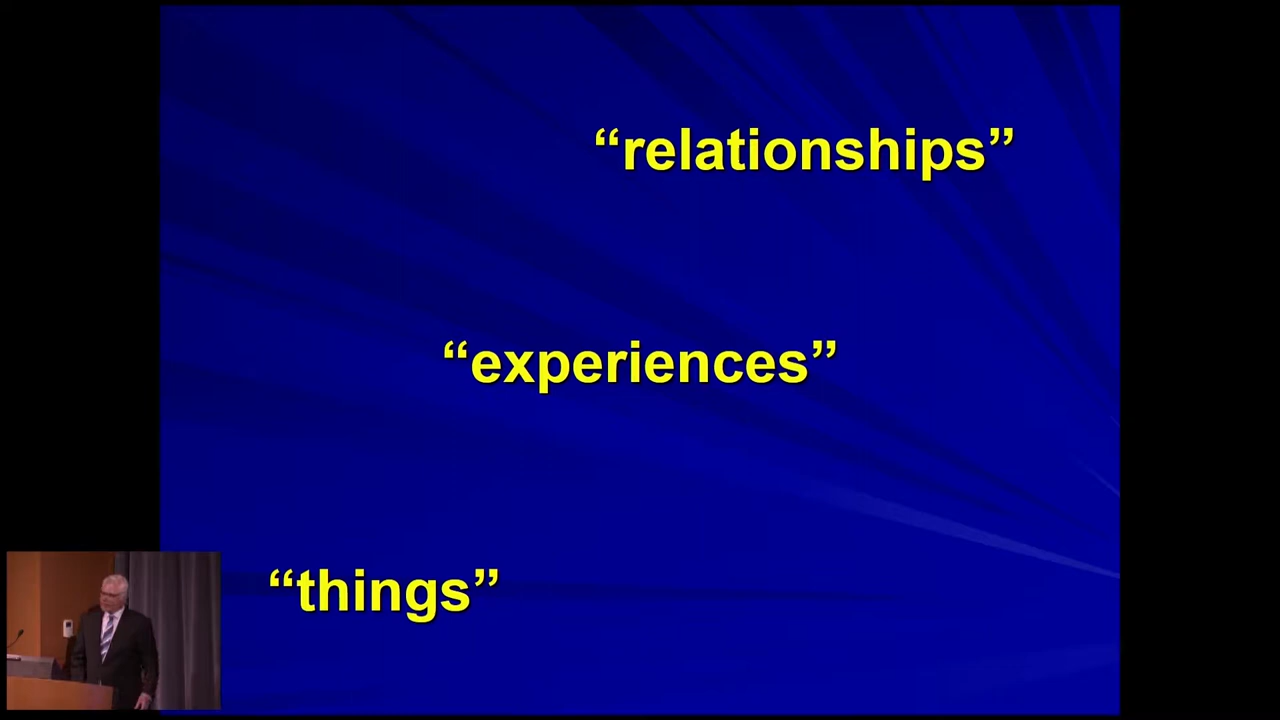 “relationships”
“experiences”
“things”